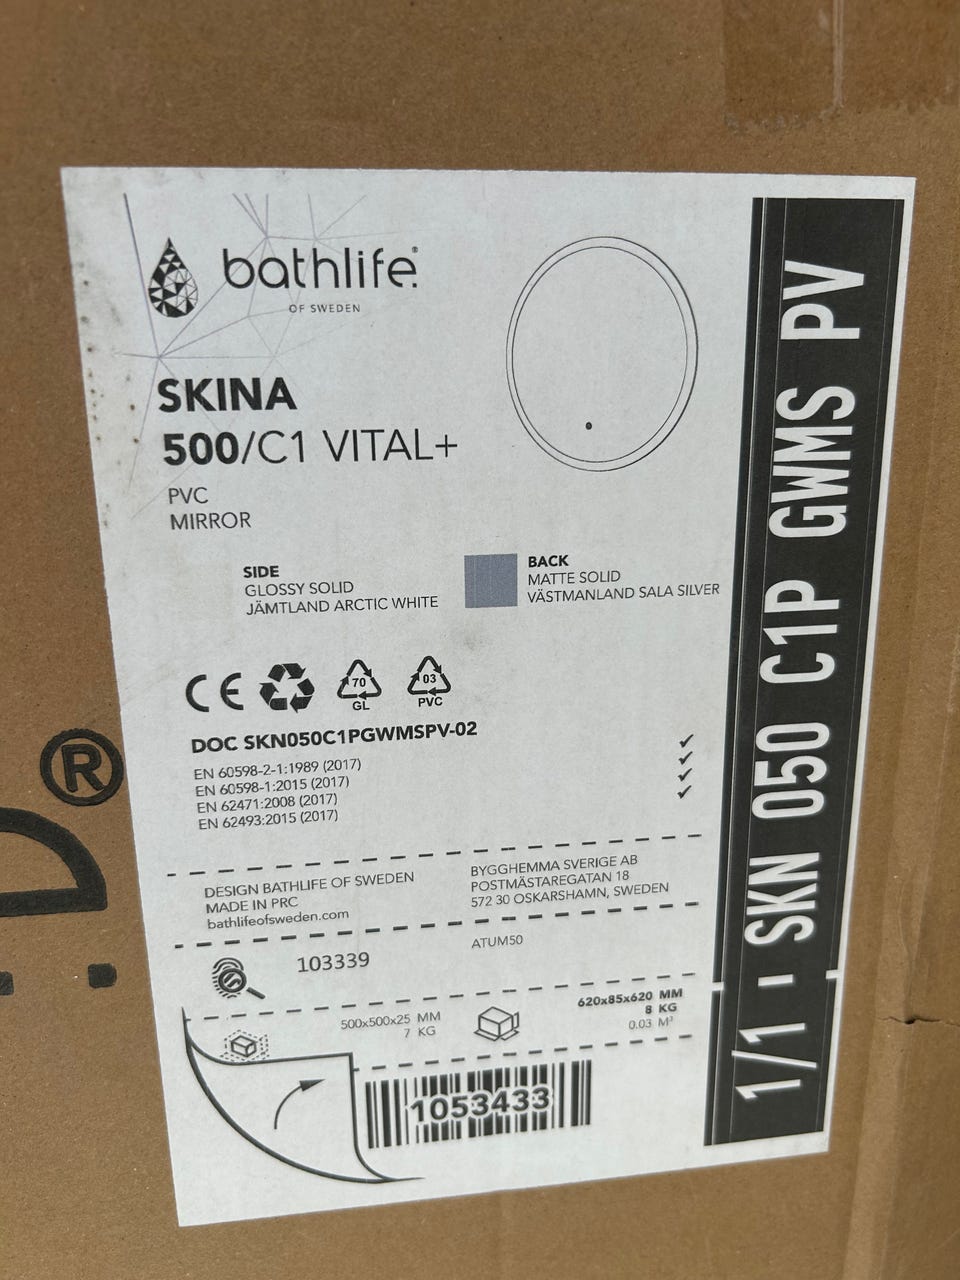 bathlife®
OF SWEDEN
SKINA
500/C1 VITAL+
PVC
MIRROR
SIDE
GLOSSY SOLID
JÄMTLAND ARCTIC WHITE
BACK
MATTE SOLID
VÄSTMANLAND SALA SILVER
CE
70
GL
03
PVC
DOC SKN050C1PGWMSPV-02
EN 60598-2-1:1989 (2017)
EN 60598-1:2015 (2017)
EN 62471:2008 (2017)
EN 62493:2015 (2017)
DESIGN BATHLIFE OF SWEDEN
MADE IN PRC
bathlifeofsweden.com
BYGGHEMMA SVERIGE AB
POSTMÄSTAREGATAN 18
572 30 OSKARSHAMN, SWEDEN
103339
ATUM50
500x500x25 MM
7 KG
620x85x620 MM
8 KG
0.03 M³
1053433
1/1 - SKN 050 C1P GWMS PV
®